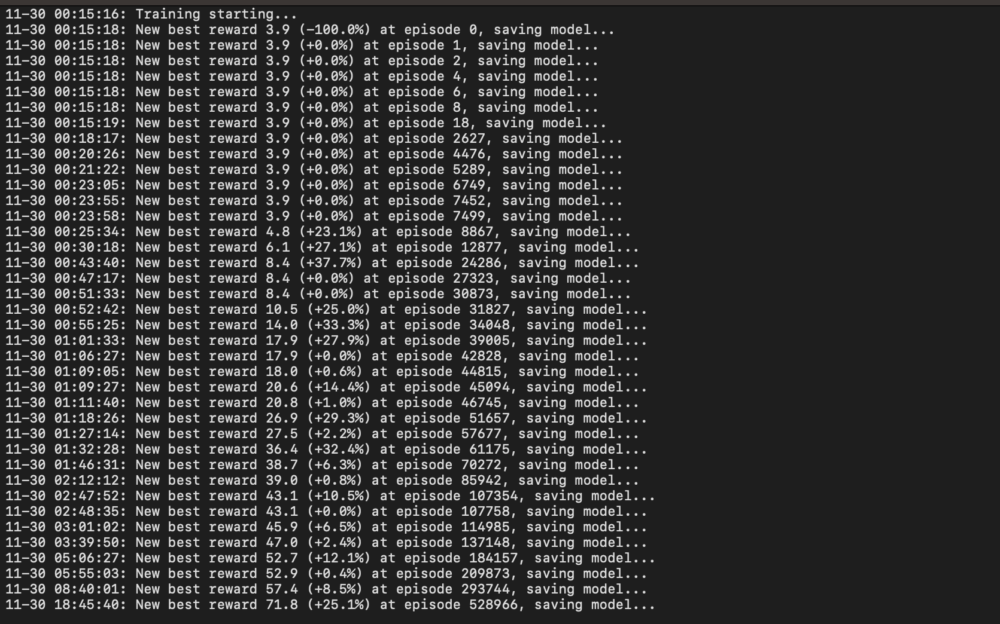 11-30 00:15:16: Training starting...
11-30 00:15:18: New best reward 3.9 (-100.0%) at episode 0, saving model...
11-30 00:15:18: New best reward 3.9 (+0.0%) at episode 1, saving model...
11-30 00:15:18: New best reward 3.9 (+0.0%) at episode 2, saving model...
11-30 00:15:18: New best reward 3.9 (+0.0%) at episode 4, saving model...
11-30 00:15:18: New best reward 3.9 (+0.0%) at episode 6, saving model...
11-30 00:15:18: New best reward 3.9 (+0.0%) at episode 8, saving model...
11-30 00:15:19: New best reward 3.9 (+0.0%) at episode 18, saving model...
11-30 00:18:17: New best reward 3.9 (+0.0%) at episode 2627, saving model...
11-30 00:20:26: New best reward 3.9 (+0.0%) at episode 4476, saving model...
11-30 00:21:22: New best reward 3.9 (+0.0%) at episode 5289, saving model...
11-30 00:23:05: New best reward 3.9 (+0.0%) at episode 6749, saving model...
11-30 00:23:55: New best reward 3.9 (+0.0%) at episode 7452, saving model...
11-30 00:23:58: New best reward 3.9 (+0.0%) at episode 7499, saving model...
11-30 00:25:34: New best reward 4.8 (+23.1%) at episode 8867, saving model...
11-30 00:30:18: New best reward 6.1 (+27.1%) at episode 12877, saving model...
11-30 00:43:40: New best reward 8.4 (+37.7%) at episode 24286, saving model...
11-30 00:47:17: New best reward 8.4 (+0.0%) at episode 27323, saving model...
11-30 00:51:33: New best reward 8.4 (+0.0%) at episode 30873, saving model...
11-30 00:52:42: New best reward 10.5 (+25.0%) at episode 31827, saving model...
11-30 00:55:25: New best reward 14.0 (+33.3%) at episode 34048, saving model...
11-30 01:01:33: New best reward 17.9 (+27.9%) at episode 39005, saving model...
11-30 01:06:27: New best reward 17.9 (+0.0%) at episode 42828, saving model...
11-30 01:09:05: New best reward 18.0 (+0.6%) at episode 44815, saving model...
11-30 01:09:27: New best reward 20.6 (+14.4%) at episode 45094, saving model...
11-30 01:11:40: New best reward 20.8 (+1.0%) at episode 46745, saving model...
11-30 01:18:26: New best reward 26.9 (+29.3%) at episode 51657, saving model...
11-30 01:27:14: New best reward 27.5 (+2.2%) at episode 57677, saving model...
11-30 01:32:28: New best reward 36.4 (+32.4%) at episode 61175, saving model...
11-30 01:46:31: New best reward 38.7 (+6.3%) at episode 70272, saving model...
11-30 02:12:12: New best reward 39.0 (+0.8%) at episode 85942, saving model...
11-30 02:47:52: New best reward 43.1 (+10.5%) at episode 107354, saving model...
11-30 02:48:35: New best reward 43.1 (+0.0%) at episode 107758, saving model...
11-30 03:01:02: New best reward 45.9 (+6.5%) at episode 114985, saving model...
11-30 03:39:50: New best reward 47.0 (+2.4%) at episode 137148, saving model...
11-30 05:06:27: New best reward 52.7 (+12.1%) at episode 184157, saving model...
11-30 05:55:03: New best reward 52.9 (+0.4%) at episode 209873, saving model...
11-30 08:40:01: New best reward 57.4 (+8.5%) at episode 293744, saving model...
11-30 18:45:40: New best reward 71.8 (+25.1%) at episode 528966, saving model...